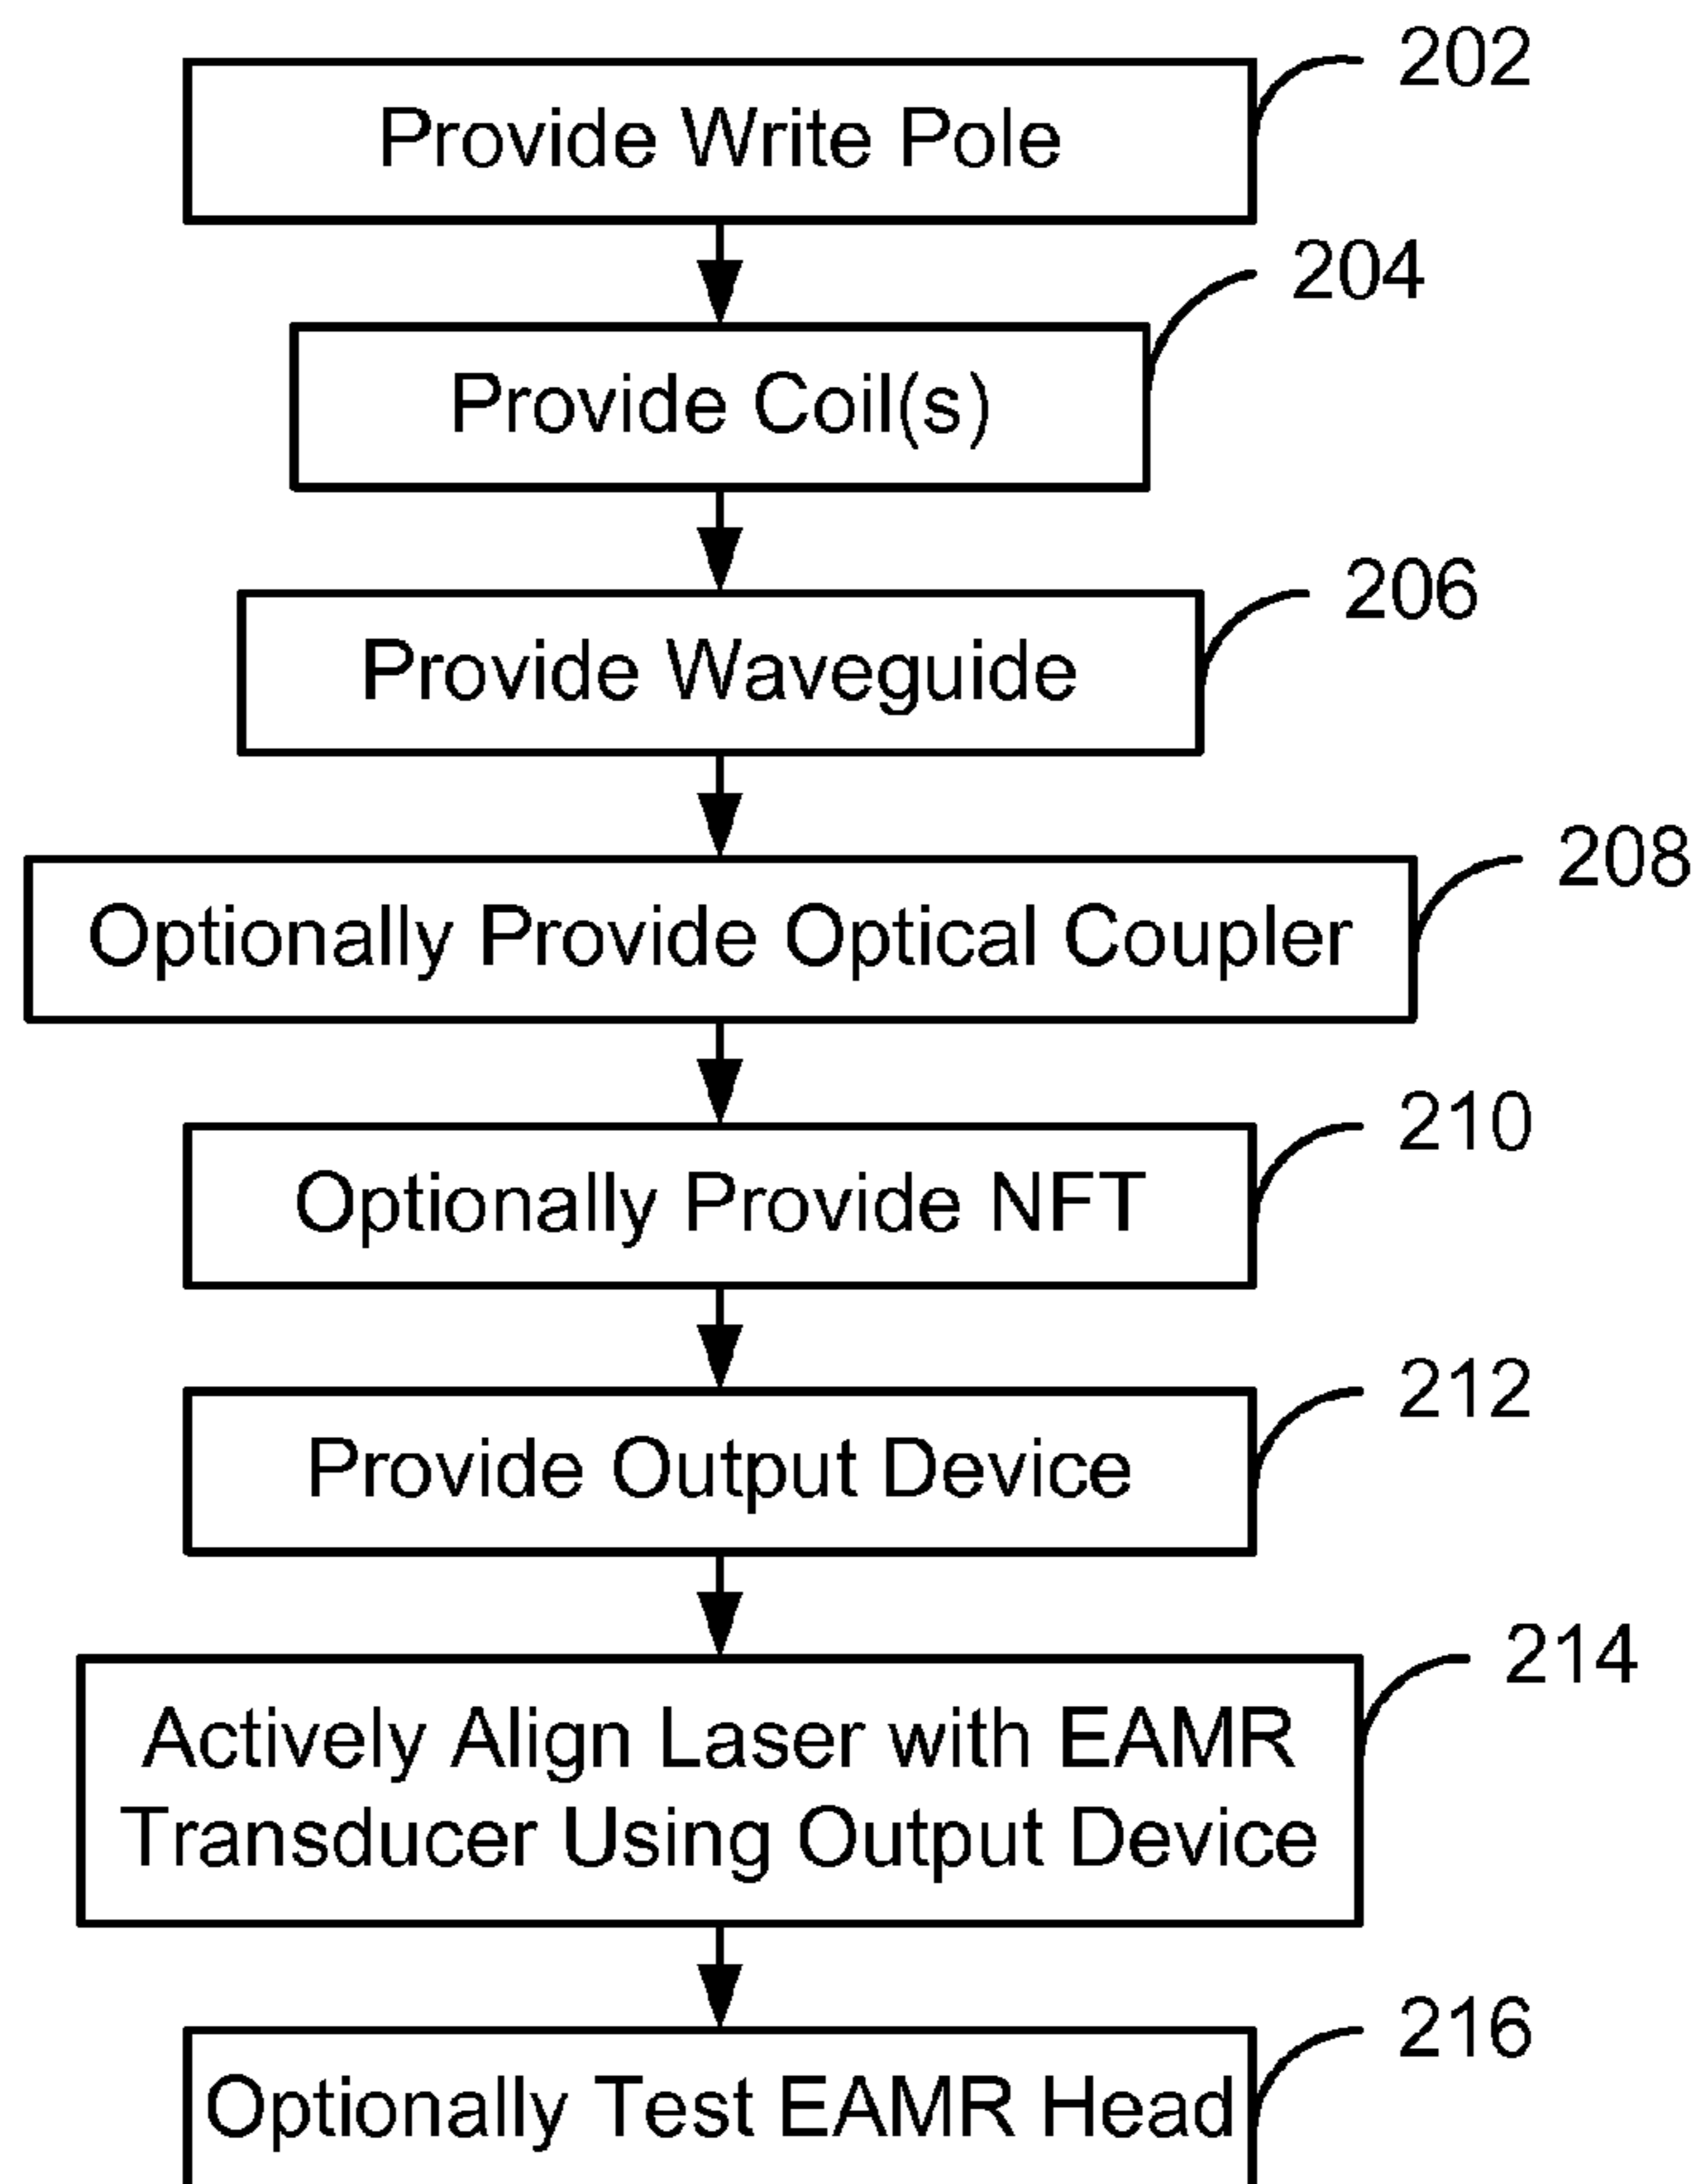 202
Provide Write Pole
204
Provide Coil(s)
206
Provide Waveguide
208
Optionally Provide Optical Coupler
210
Optionally Provide NFT
212
Provide Output Device
214
Actively Align Laser with EAMR
Transducer Using Output Device
216
Optionally Test EAMR Head